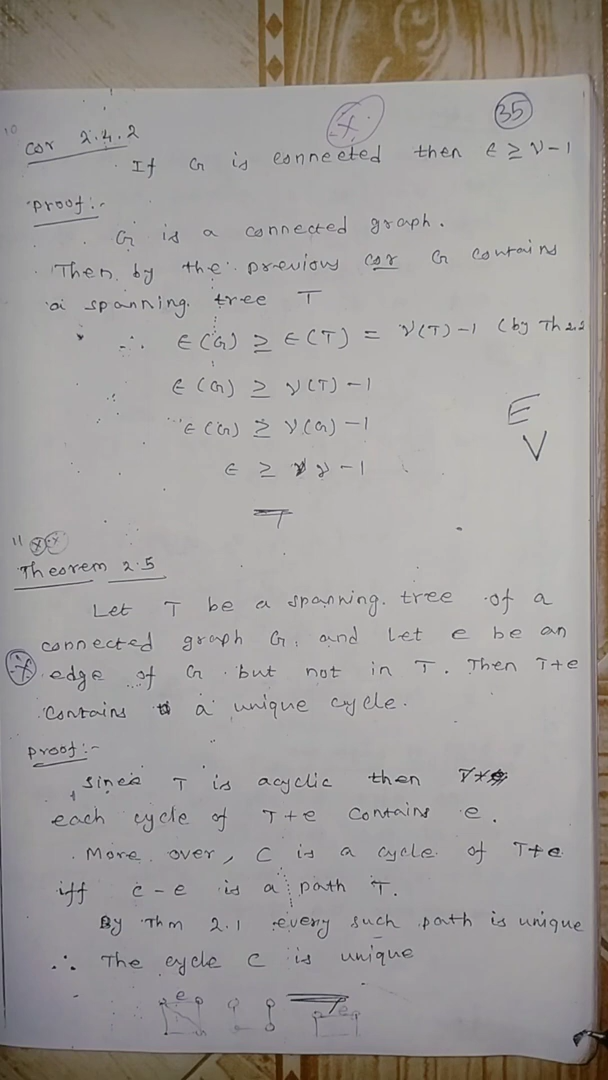 10
35
Cor 2.4.2
If G is connected then ε ≥ ν-1
Proof:-
G is a connected graph.
Then by the previous cor G contains
a spanning tree T
∴ ε(G) ≥ ε(T) = ν(T)-1 (by Th 2.2
ε(G) ≥ ν(T)-1
ε(G) ≥ ν(G)-1
E
V
ε ≥ ν-1
11
Theorem 2.5
Let T be a spanning tree of a
connected graph G. and let e be an
edge of G but not in T. Then T+e
contains a unique cycle.
Proof:-
Since T is acyclic then
each cycle of T+e contains e.
More over, C is a cycle of T+e
iff c-e is a path T.
By Thm 2.1 every such path is unique
∴ The cycle C is unique
e
e